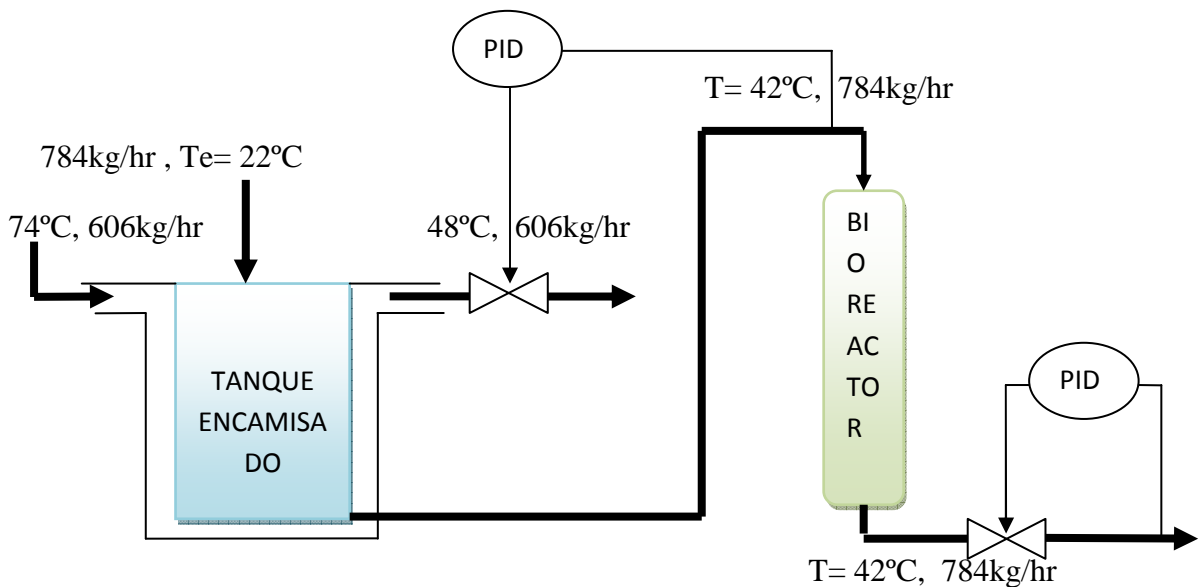 PID
T= 42ºC, 784kg/hr
784kg/hr , Te= 22ºC
74ºC, 606kg/hr
48ºC, 606kg/hr
BI
O
RE
AC
TO
R
TANQUE
ENCAMISA
DO
PID
T= 42ºC, 784kg/hr